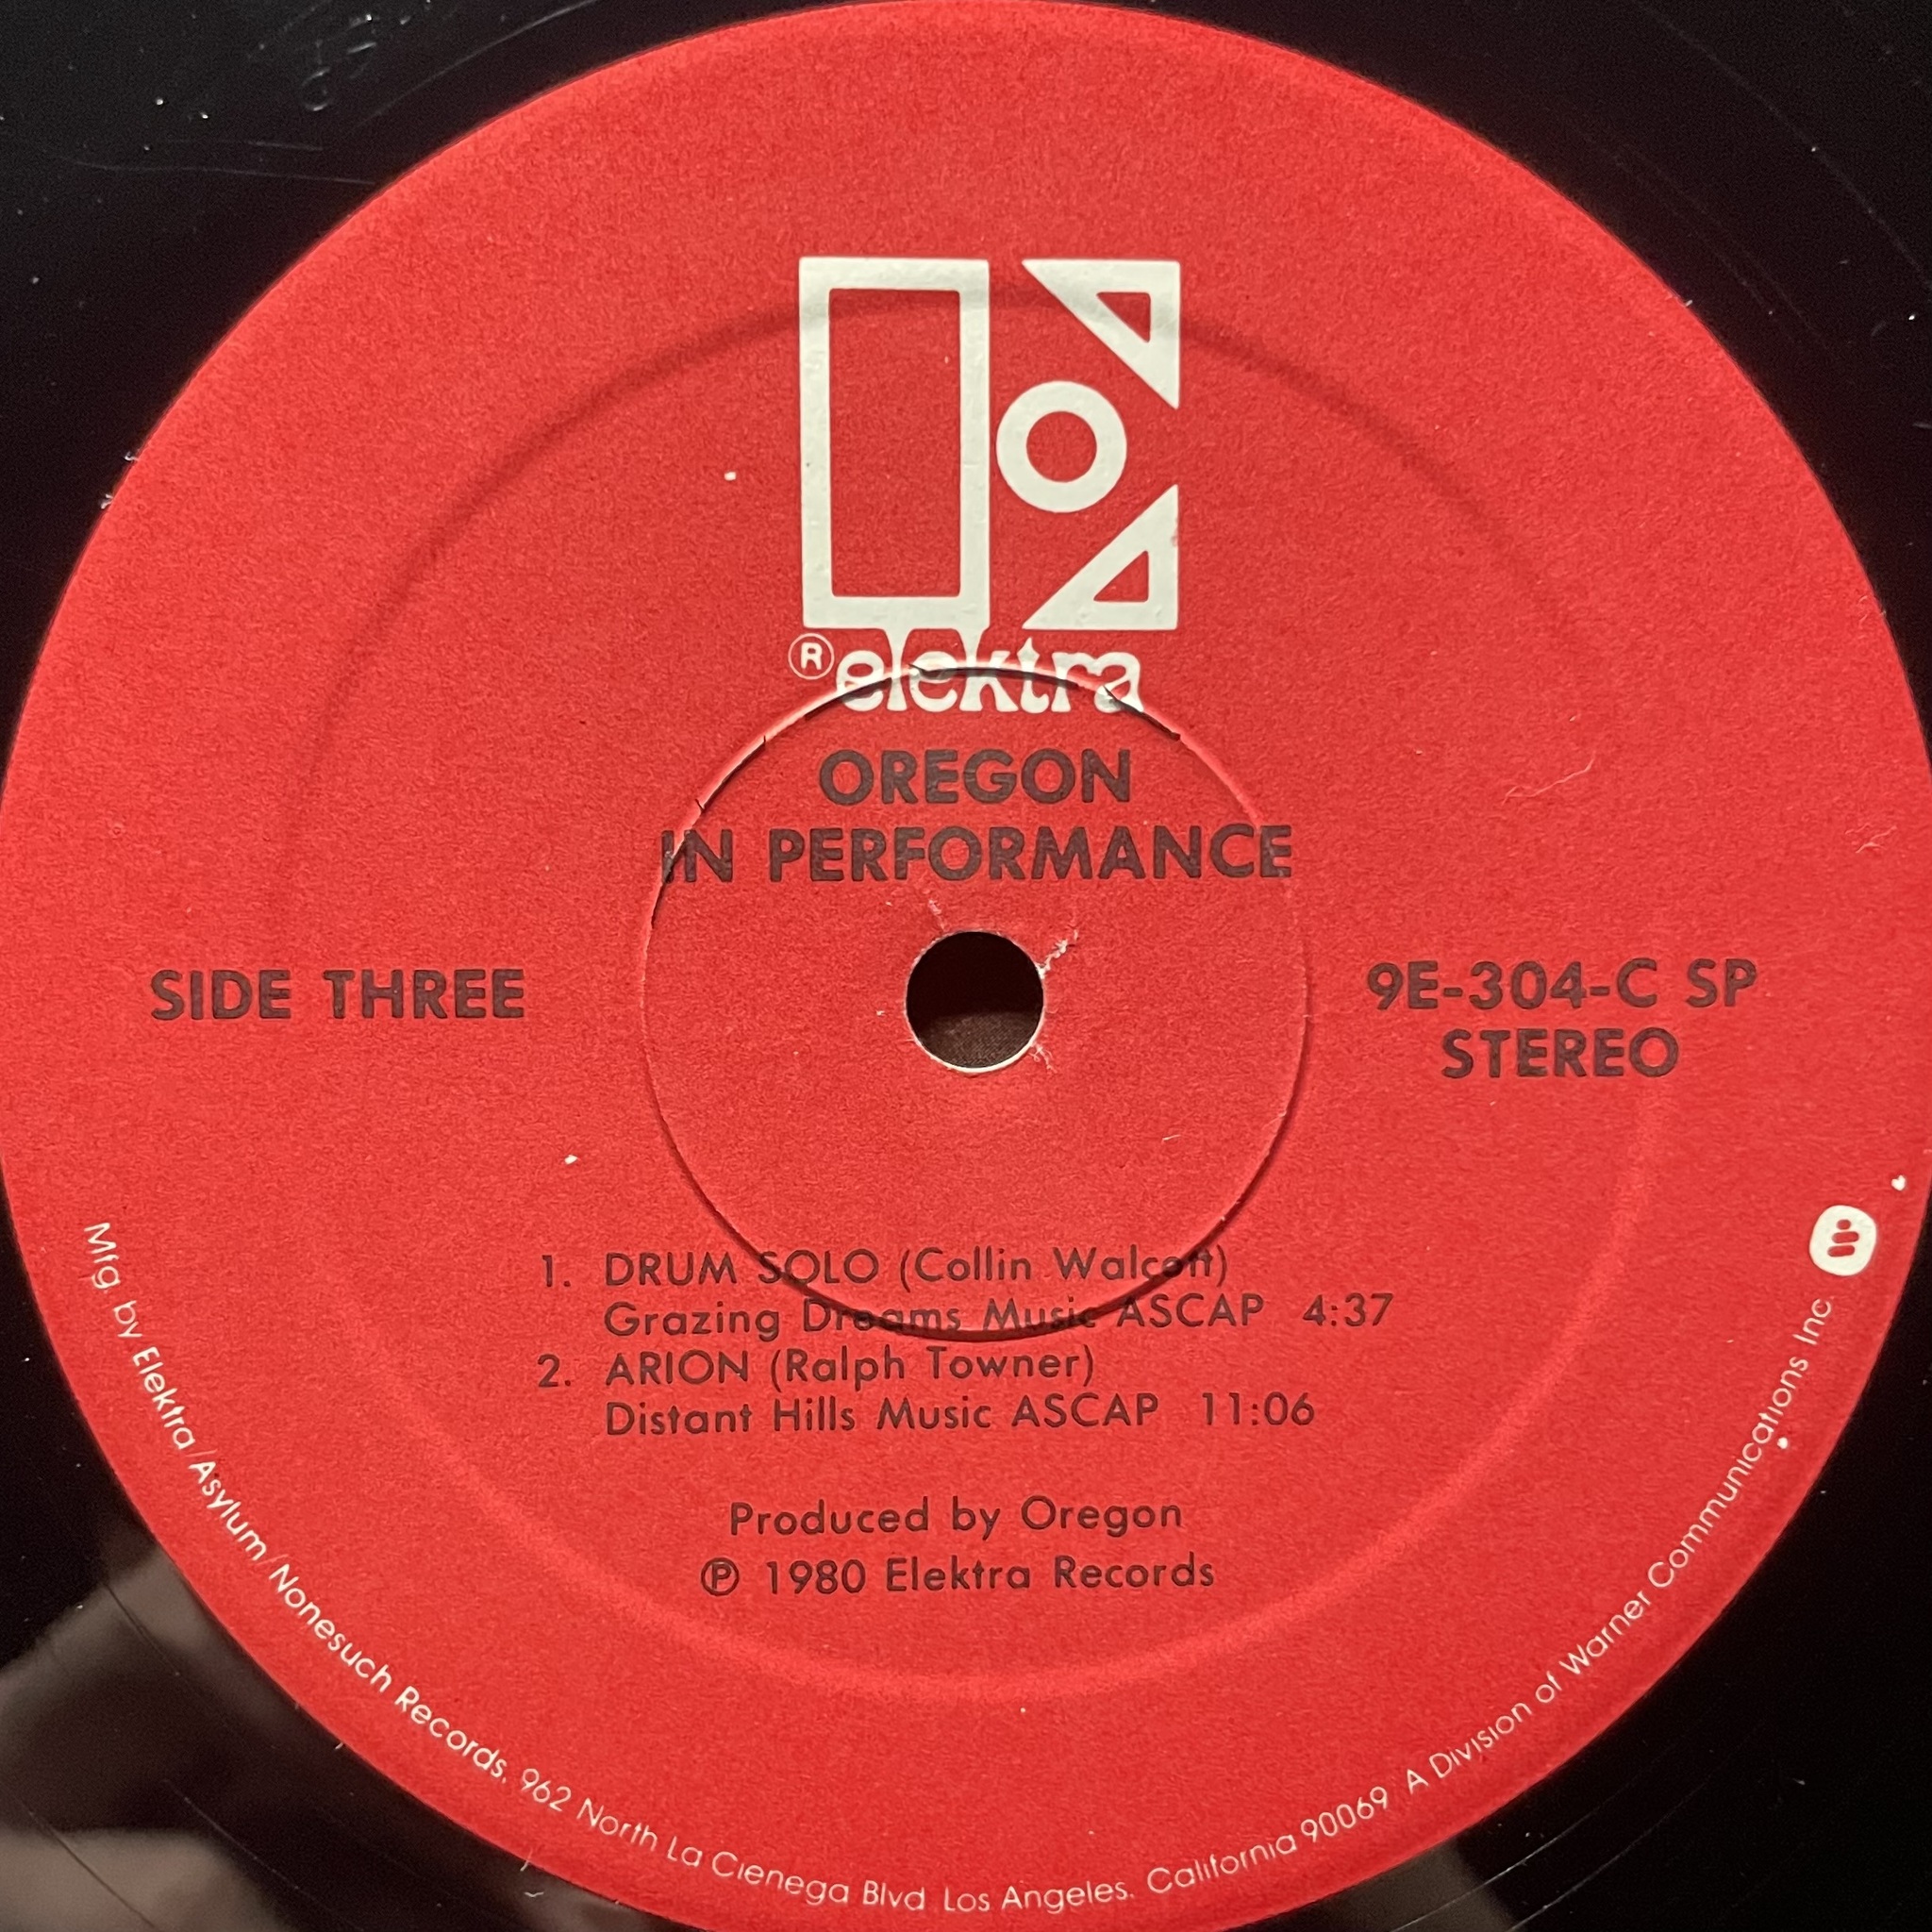 ® elektra
OREGON
IN PERFORMANCE
SIDE THREE
9E-304-C SP
STEREO
1. DRUM SOLO (Collin Walcott)
Grazing Dreams Music ASCAP 4:37
2. ARION (Ralph Towner)
Distant Hills Music ASCAP 11:06
Produced by Oregon
℗ 1980 Elektra Records
Mfg. by Elektra/Asylum/Nonesuch Records, 962 North La Cienega Blvd. Los Angeles, California 90069 A Division of Warner Communications Inc.